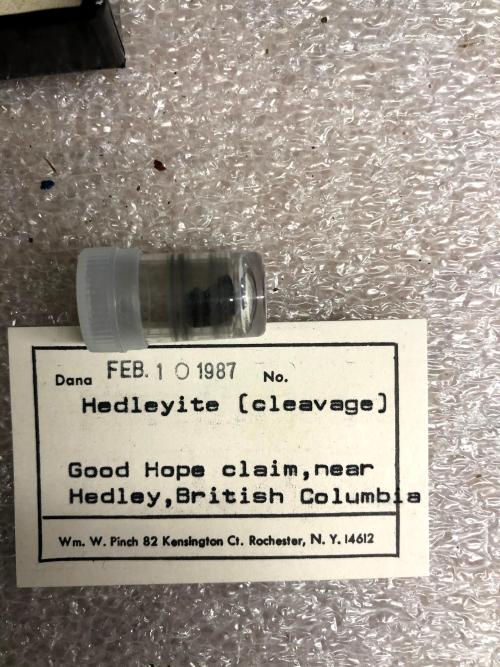 Dana FEB. 1 0 1987 No.
Hedleyite (cleavage)
Good Hope claim,near
Hedley,British Columbia
Wm. W. Pinch 82 Kensington Ct. Rochester, N. Y. 14612